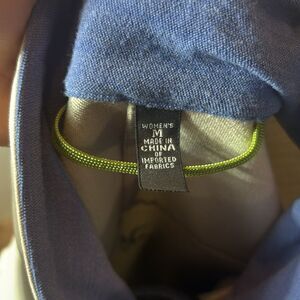 WOMEN'S
M
MADE IN
CHINA
OF
IMPORTED
FABRICS